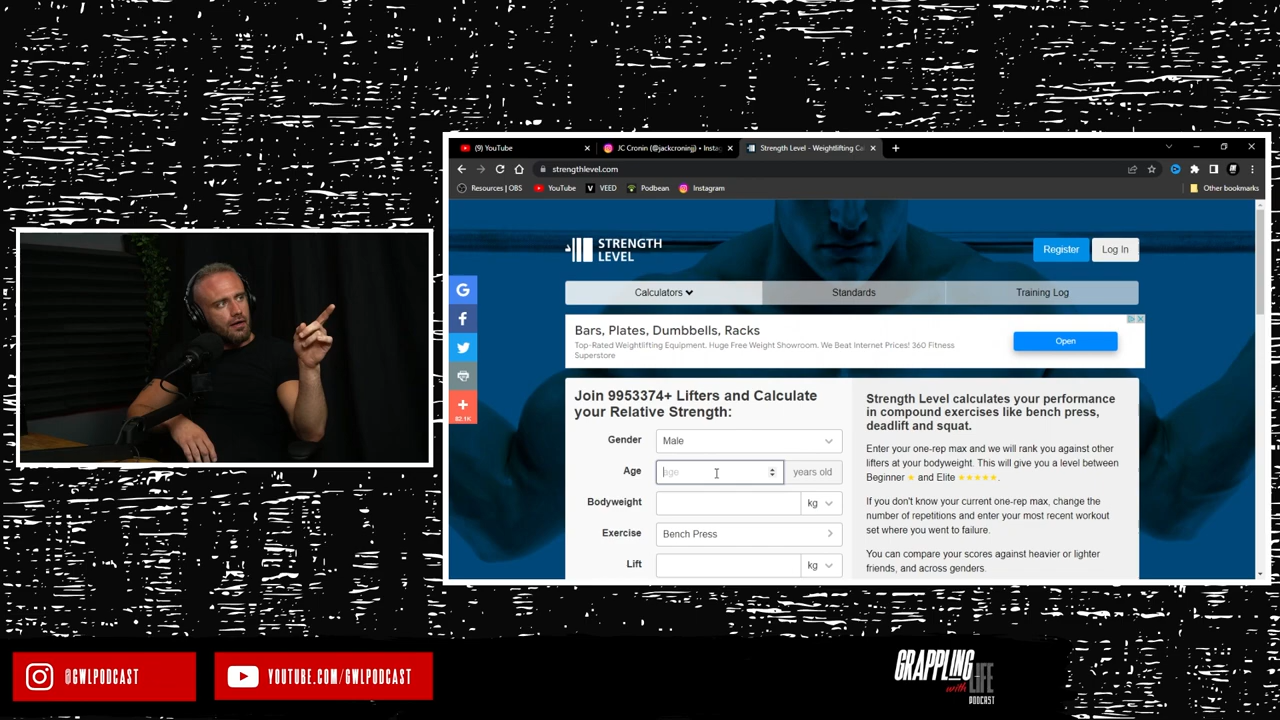 (9) YouTube
JC Cronin (@jackcroninjj) • Insta
Strength Level - Weightlifting Ca
strengthlevel.com
Resources | OBS
YouTube
VEED
Podbean
Instagram
Other bookmarks
STRENGTH
LEVEL
Register
Log In
Calculators
Standards
Training Log
Bars, Plates, Dumbbells, Racks
Top-Rated Weightlifting Equipment. Huge Free Weight Showroom. We Beat Internet Prices! 360 Fitness
Superstore
Open
82.1K
Join 9953374+ Lifters and Calculate
your Relative Strength:
Gender
Male
Age
age
years old
Bodyweight
kg
Exercise
Bench Press
Lift
kg
Strength Level calculates your performance
in compound exercises like bench press,
deadlift and squat.
Enter your one-rep max and we will rank you against other
lifters at your bodyweight. This will give you a level between
Beginner ★ and Elite ★★★★★.
If you don't know your current one-rep max, change the
number of repetitions and enter your most recent workout
set where you went to failure.
You can compare your scores against heavier or lighter
friends, and across genders.
@GWLPODCAST
YOUTUBE.COM/GWLPODCAST
GRAPPLING
with LIFE
PODCAST